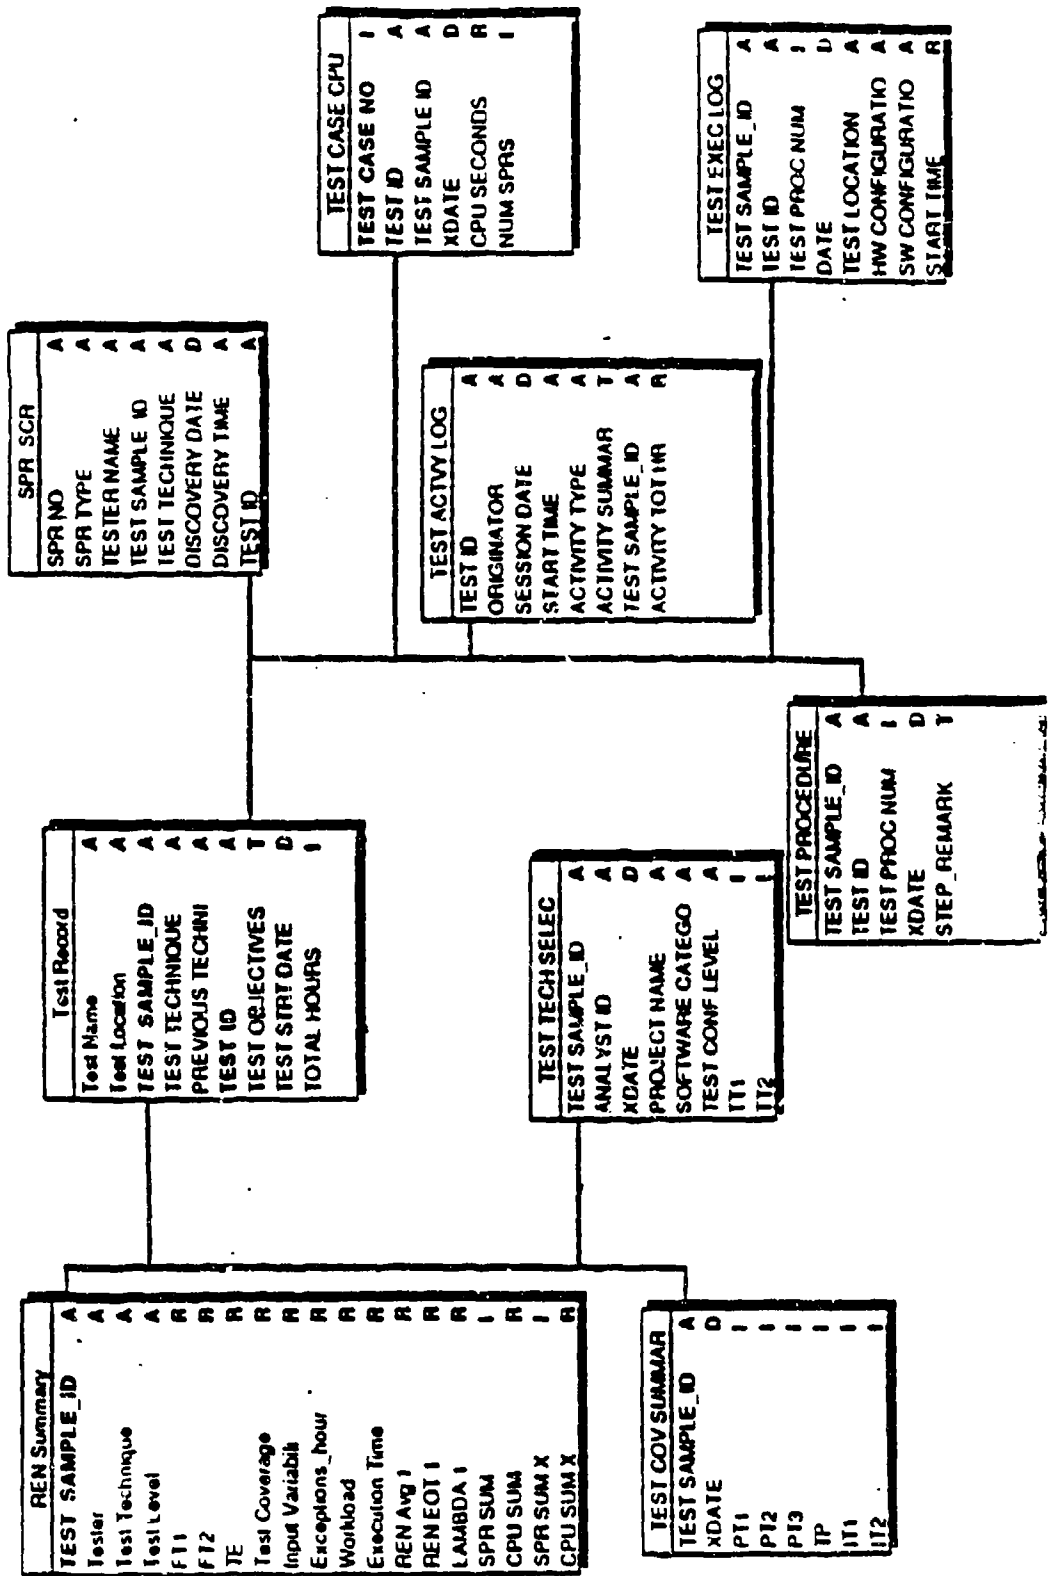 REN Summary
TEST SAMPLE_ID A
Tester A
Test Technique A
Test Level A
FT1 R
FT2 R
TE R
Test Coverage R
Input Variabili R
Exceptions_hour R
Workload R
Execution Time R
REN Avg 1 R
REN EOT 1 R
LAMBDA 1 R
SPR SUM I
CPU SUM R
SPR SUM X I
CPU SUM X R
TEST COV SUMMAR
TEST SAMPLE_ID A
XDATE D
PT1 I
PT2 I
PT3 I
TP I
IT1 I
IT2 I
Test Record
Test Name A
Test Location A
TEST SAMPLE_ID A
TEST TECHNIQUE A
PREVIOUS TECHNI A
TEST ID A
TEST OBJECTIVES T
TEST STRT DATE D
TOTAL HOURS I
TEST TECH SELEC
TEST SAMPLE_ID A
ANALYST ID A
XDATE D
PROJECT NAME A
SOFTWARE CATEGO A
TEST CONF LEVEL A
TT1 I
TT2 I
TEST PROCEDURE
TEST SAMPLE_ID A
TEST ID A
TEST PROC NUM I
XDATE D
STEP_REMARK T
SPR SCR
SPR NO A
SPR TYPE A
TESTER NAME A
TEST SAMPLE ID A
TEST TECHNIQUE A
DISCOVERY DATE D
DISCOVERY TIME A
TEST ID A
TEST ACTVY LOG
TEST ID A
ORIGINATOR A
SESSION DATE D
START TIME A
ACTIVITY TYPE A
ACTIVITY SUMMAR T
TEST SAMPLE_ID A
ACTIVITY TOT HR R
TEST CASE CPU
TEST CASE NO I
TEST ID A
TEST SAMPLE ID A
XDATE D
CPU SECONDS R
NUM SPRS I
TEST EXEC LOG
TEST SAMPLE_ID A
TEST ID A
TEST PROC NUM I
DATE D
TEST LOCATION A
HW CONFIGURATIO A
SW CONFIGURATIO A
START TIME R